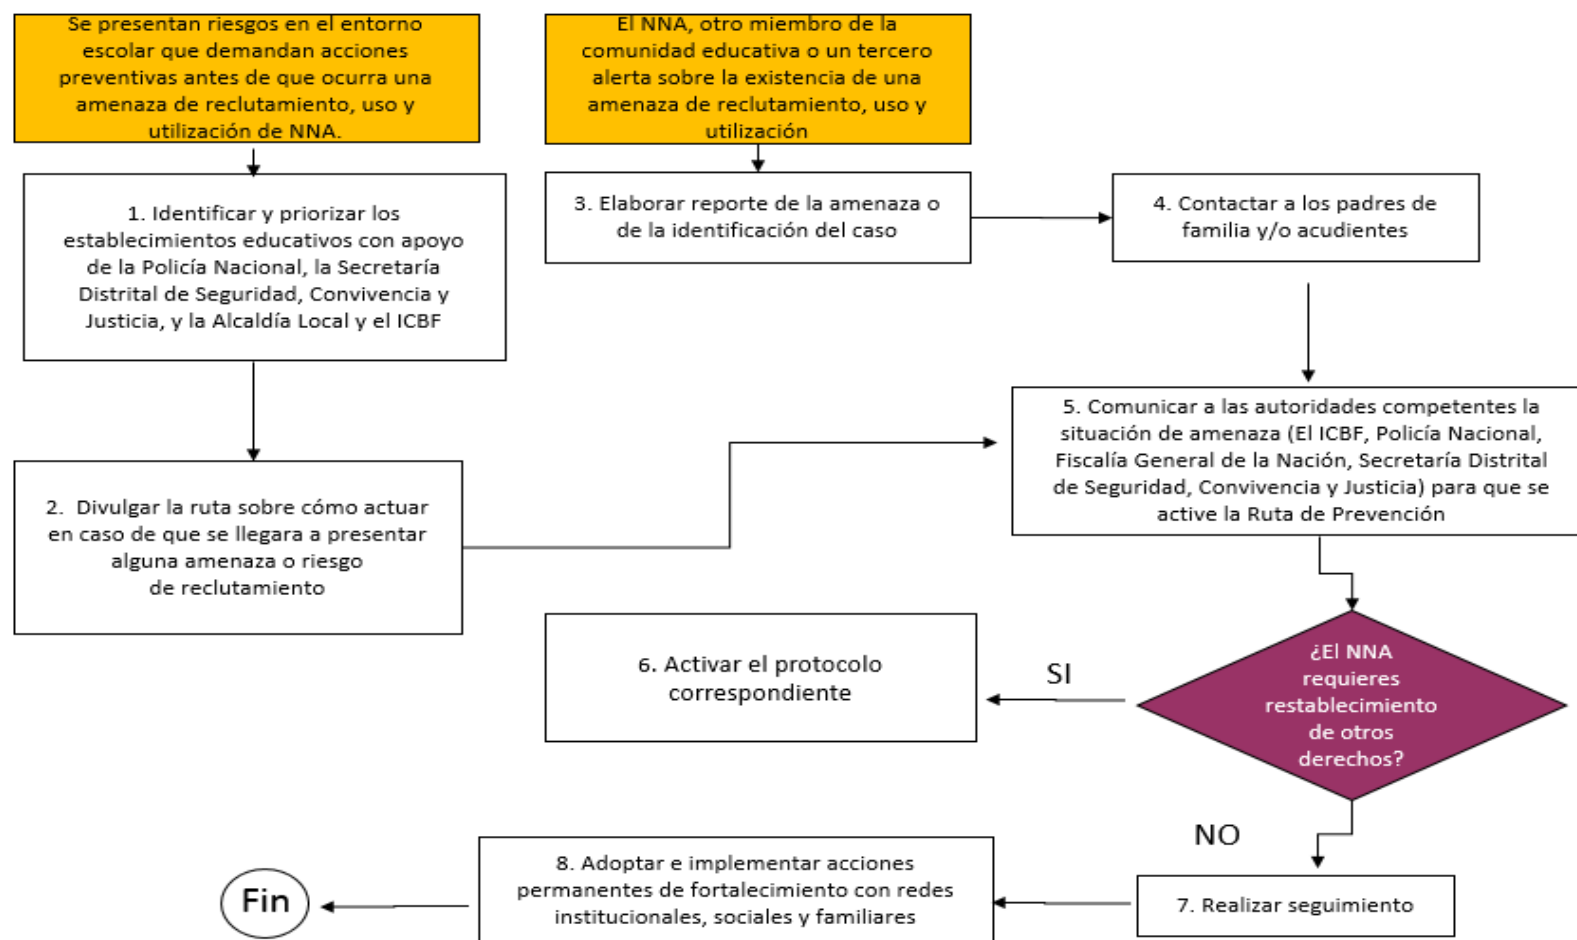 Se presentan riesgos en el entorno
escolar que demandan acciones
preventivas antes de que ocurra una
amenaza de reclutamiento, uso y
utilización de NNA.
El NNA, otro miembro de la
comunidad educativa o un tercero
alerta sobre la existencia de una
amenaza de reclutamiento, uso y
utilización
1. Identificar y priorizar los
establecimientos educativos con apoyo
de la Policía Nacional, la Secretaría
Distrital de Seguridad, Convivencia y
Justicia, y la Alcaldía Local y el ICBF
3. Elaborar reporte de la amenaza o
de la identificación del caso
4. Contactar a los padres de
familia y/o acudientes
2. Divulgar la ruta sobre cómo actuar
en caso de que se llegara a presentar
alguna amenaza o riesgo
de reclutamiento
5. Comunicar a las autoridades competentes la
situación de amenaza (El ICBF, Policía Nacional,
Fiscalía General de la Nación, Secretaría Distrital
de Seguridad, Convivencia y Justicia) para que se
active la Ruta de Prevención
6. Activar el protocolo
correspondiente
SI
¿El NNA
requieres
restablecimiento
de otros
derechos?
NO
7. Realizar seguimiento
8. Adoptar e implementar acciones
permanentes de fortalecimiento con redes
institucionales, sociales y familiares
Fin